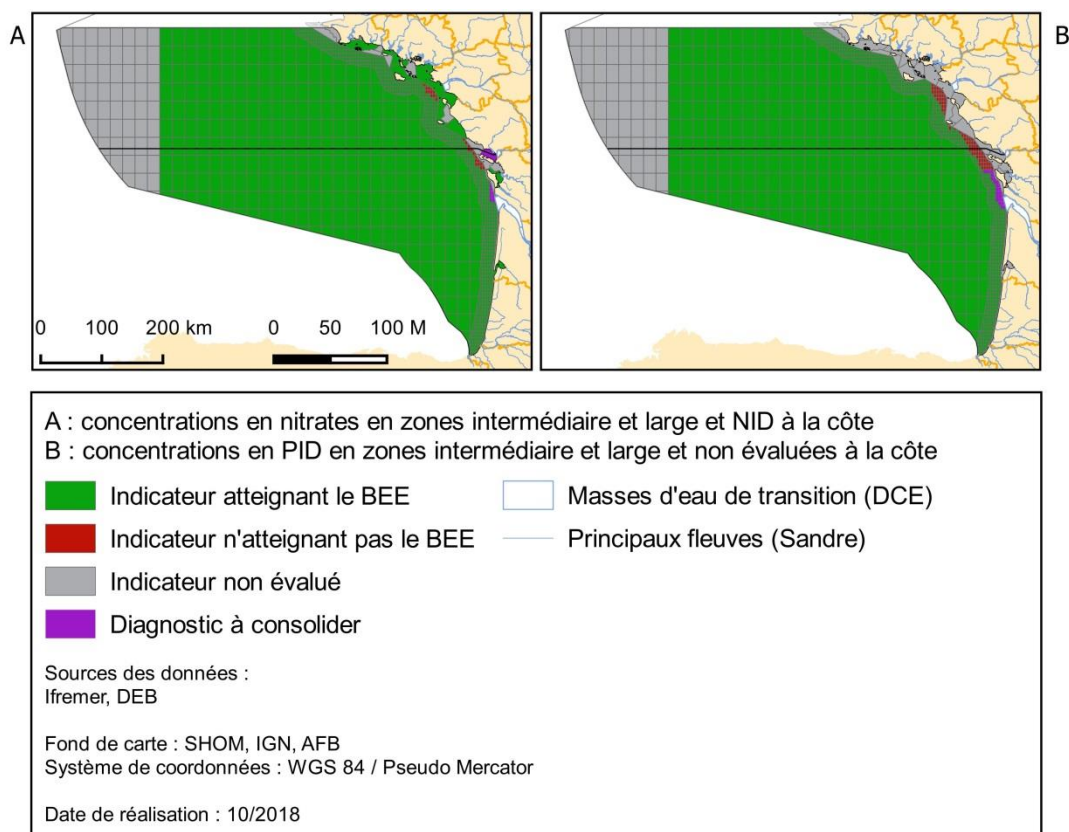 A
B
0 100 200 km
0 50 100 M
A : concentrations en nitrates en zones intermédiaire et large et NID à la côte
B : concentrations en PID en zones intermédiaire et large et non évaluées à la côte
Indicateur atteignant le BEE
Masses d'eau de transition (DCE)
Indicateur n'atteignant pas le BEE
Principaux fleuves (Sandre)
Indicateur non évalué
Diagnostic à consolider
Sources des données :
Ifremer, DEB
Fond de carte : SHOM, IGN, AFB
Système de coordonnées : WGS 84 / Pseudo Mercator
Date de réalisation : 10/2018